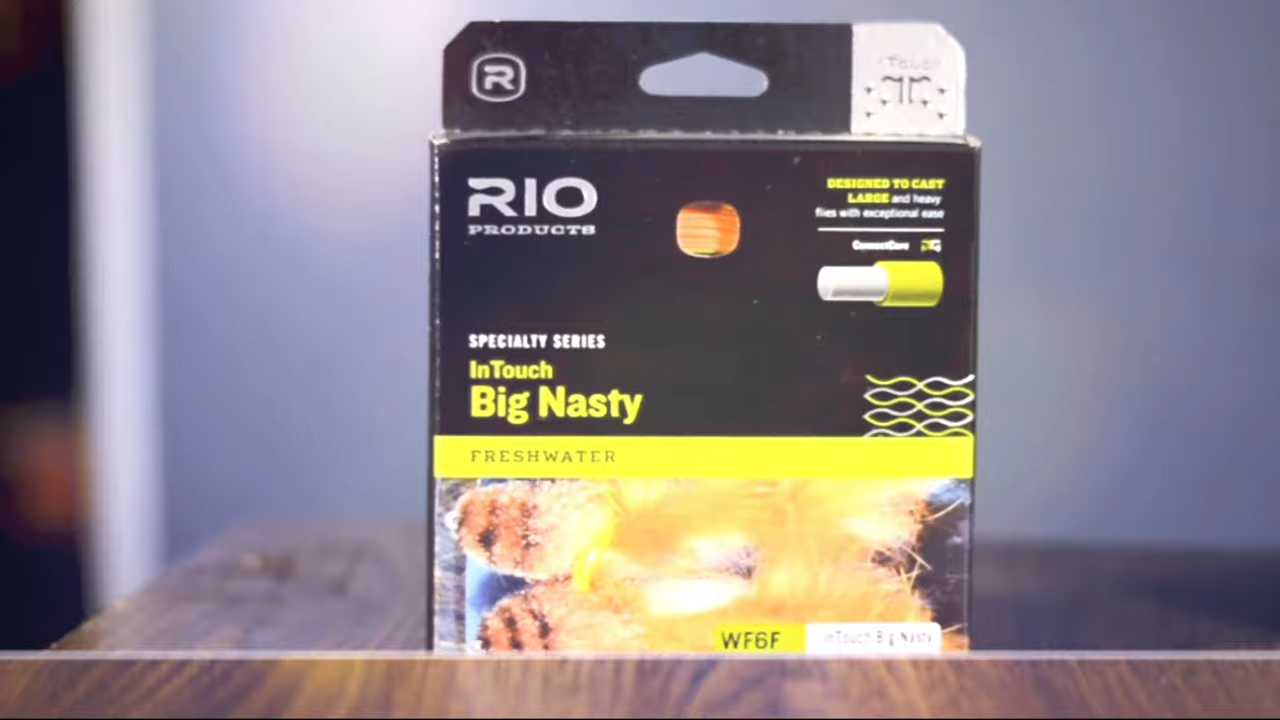 R
RIO
PRODUCTS
DESIGNED TO CAST
LARGE and heavy
flies with exceptional ease
ConnectCore
SPECIALTY SERIES
InTouch
Big Nasty
FRESHWATER
WF6F
InTouch Big Nasty